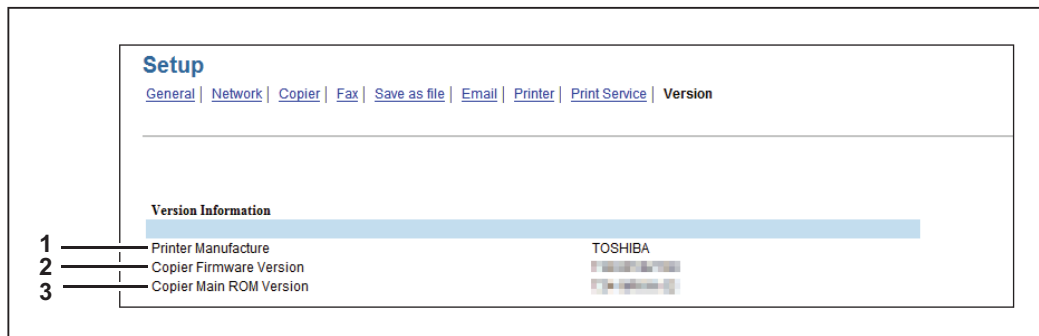 Setup
General | Network | Copier | Fax | Save as file | Email | Printer | Print Service | Version
Version Information
1 Printer Manufacture TOSHIBA
2 Copier Firmware Version
3 Copier Main ROM Version